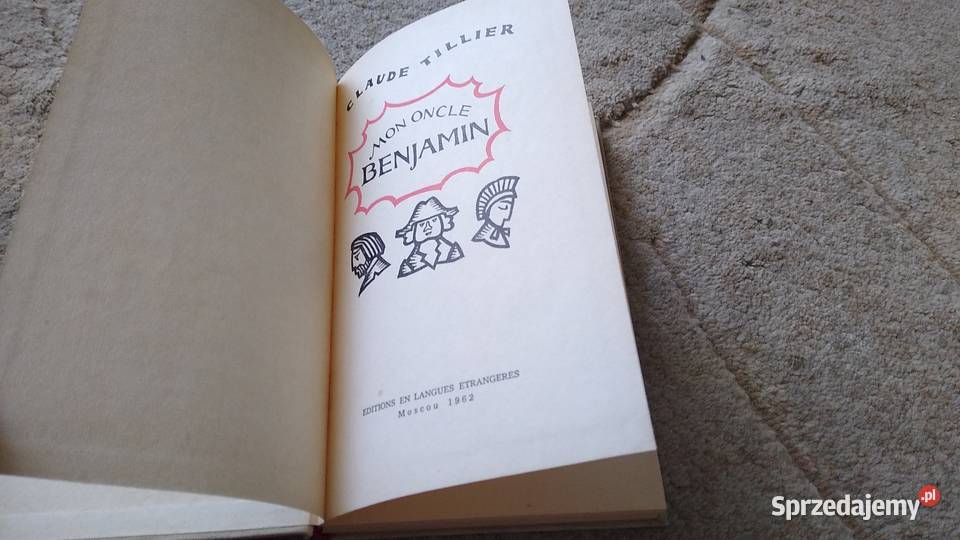 CLAUDE TILLIER
MON ONCLE
BENJAMIN
EDITIONS EN LANGUES ETRANGERES
Moscou 1962
Sprzedajemy.pl